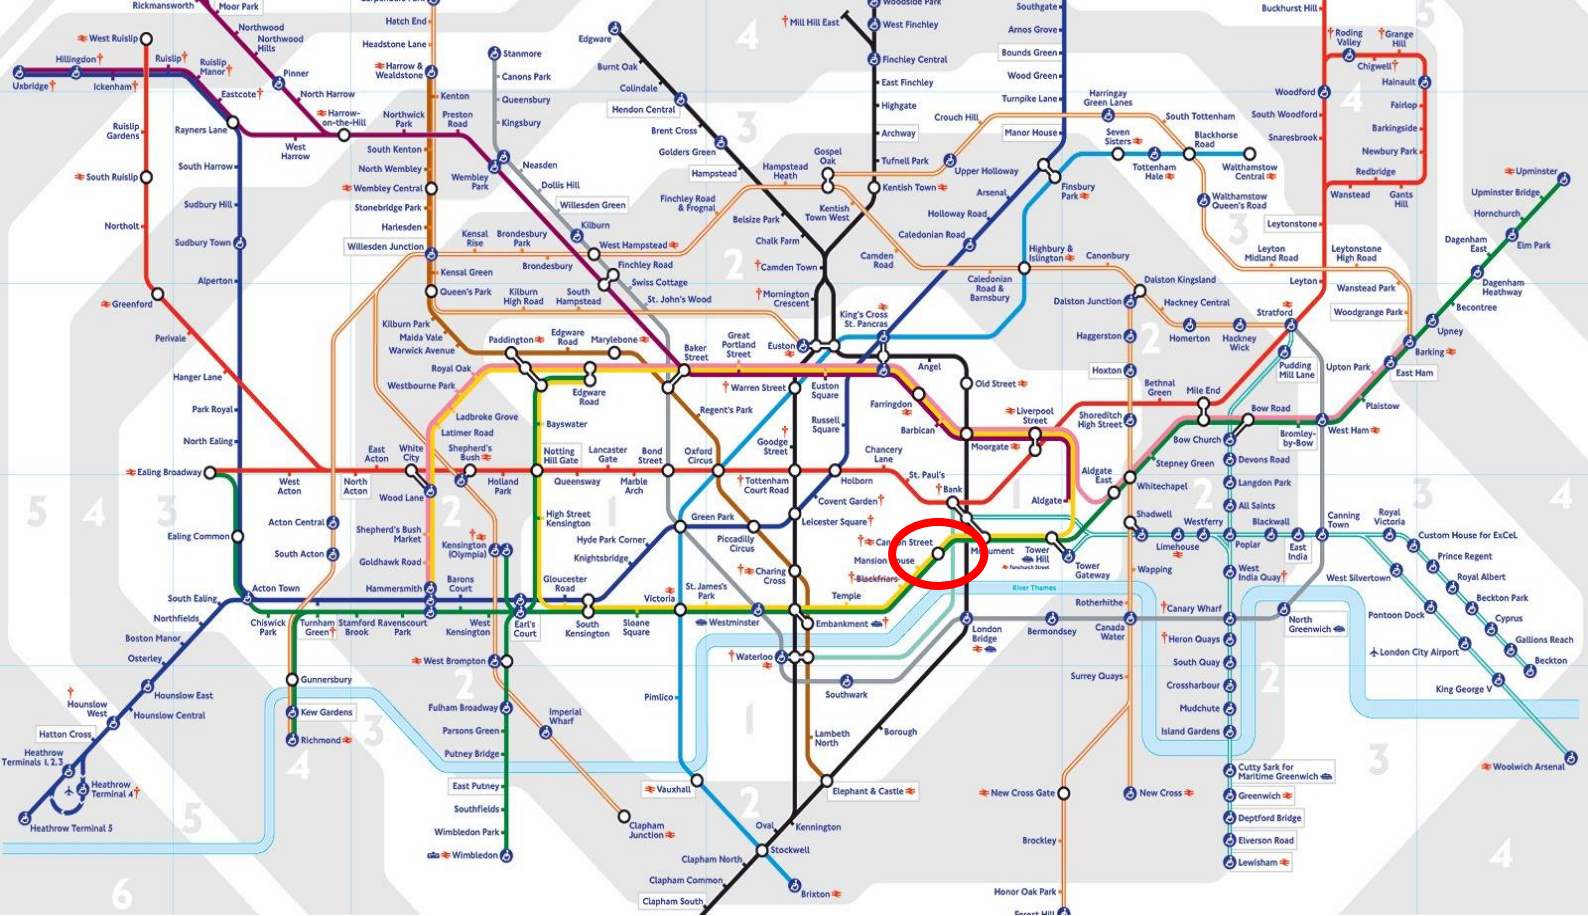 Rickmansworth
Moor Park
Northwood
Northwood
Hills
Pinner
North Harrow
West Ruislip
Hillingdon
Ruislip
Ruislip
Manor
Uxbridge
Ickenham
Eastcote
Rayners Lane
West
Harrow
Harrow-
on-the-Hill
Northwick
Park
Preston
Road
Hatch End
Headstone Lane
Harrow &
Wealdstone
Kenton
South Kenton
North Wembley
Wembley Central
Stonebridge Park
Harlesden
Willesden Junction
Kensal Green
Queen's Park
Kilburn Park
Maida Vale
Warwick Avenue
Royal Oak
Westbourne Park
Ladbroke Grove
Latimer Road
Ruislip
Gardens
South Ruislip
Northolt
Greenford
Perivale
Hanger Lane
South Harrow
Sudbury Hill
Sudbury Town
Alperton
Park Royal
North Ealing
Ealing Broadway
West
Acton
North
Acton
East
Acton
White
City
Shepherd's
Bush
Wood Lane
Holland
Park
Shepherd's Bush
Market
Goldhawk Road
Hammersmith
Acton Central
South Acton
Ealing Common
South Ealing
Acton Town
Northfields
Boston Manor
Osterley
Hounslow East
Hounslow Central
Hounslow
West
Hatton Cross
Heathrow
Terminals 1, 2, 3
Heathrow
Terminal 4
Heathrow Terminal 5
Chiswick
Park
Turnham
Green
Stamford
Brook
Ravenscourt
Park
Barons
Court
West
Kensington
Earl's
Court
Kensington
(Olympia)
Gunnersbury
Kew Gardens
Richmond
West Brompton
Fulham Broadway
Parsons Green
Putney Bridge
East Putney
Southfields
Wimbledon Park
Wimbledon
Imperial
Wharf
Clapham
Junction
Stanmore
Canons Park
Queensbury
Kingsbury
Wembley
Park
Neasden
Dollis Hill
Willesden Green
Kilburn
West Hampstead
Finchley Road
Swiss Cottage
St. John's Wood
Kensal
Rise
Brondesbury
Park
Brondesbury
Kilburn
High Road
South
Hampstead
Finchley Road
& Frognal
Hampstead
Heath
Gospel
Oak
Kentish
Town West
Camden
Road
Caledonian
Road &
Barnsbury
Edgware
Burnt Oak
Colindale
Hendon Central
Brent Cross
Golders Green
Hampstead
Belsize Park
Chalk Farm
Camden Town
Mornington
Crescent
Euston
Mill Hill East
Woodside Park
West Finchley
Finchley Central
East Finchley
Highgate
Archway
Tufnell Park
Kentish Town
Crouch Hill
Upper Holloway
Harringay
Green Lanes
South Tottenham
Southgate
Arnos Grove
Bounds Green
Wood Green
Turnpike Lane
Manor House
Finsbury
Park
Arsenal
Holloway Road
Caledonian Road
King's Cross
St. Pancras
Seven
Sisters
Tottenham
Hale
Blackhorse
Road
Walthamstow
Central
Walthamstow
Queen's Road
Leyton
Midland Road
Leytonstone
High Road
Wanstead Park
Woodgrange Park
Highbury &
Islington
Canonbury
Dalston Kingsland
Dalston Junction
Hackney Central
Homerton
Hackney
Wick
Haggerston
Hoxton
Shoreditch
High Street
Stratford
Pudding
Mill Lane
Buckhurst Hill
Roding
Valley
Grange
Hill
Chigwell
Hainault
Fairlop
Barkingside
Newbury Park
Redbridge
Gants
Hill
Wanstead
Woodford
South Woodford
Snaresbrook
Leytonstone
Leyton
Upminster
Upminster Bridge
Hornchurch
Elm Park
Dagenham
East
Dagenham
Heathway
Becontree
Upney
Barking
East Ham
Upton Park
Plaistow
West Ham
Bromley-
by-Bow
Bow Road
Bow Church
Mile End
Bethnal
Green
Stepney Green
Whitechapel
Aldgate
East
Aldgate
Paddington
Edgware
Road
Marylebone
Edgware
Road
Baker
Street
Great
Portland
Street
Euston
Square
Warren Street
Regent's Park
Goodge
Street
Russell
Square
Angel
Old Street
Farringdon
Barbican
Moorgate
Liverpool
Street
Bayswater
Notting
Hill Gate
Queensway
Lancaster
Gate
Marble
Arch
Bond
Street
Oxford
Circus
Tottenham
Court Road
Holborn
Chancery
Lane
St. Paul's
Bank
Covent Garden
Leicester Square
High Street
Kensington
Green Park
Hyde Park Corner
Knightsbridge
Piccadilly
Circus
Charing
Cross
Gloucester
Road
South
Kensington
Sloane
Square
Victoria
St. James's
Park
Westminster
Embankment
Temple
Blackfriars
Mansion House
Cannon Street
Monument
Tower
Hill
Fenchurch Street
Tower
Gateway
River Thames
Waterloo
Southwark
London
Bridge
Bermondsey
Canada
Water
Pimlico
Vauxhall
Lambeth
North
Borough
Elephant & Castle
Oval
Kennington
Stockwell
Brixton
Clapham North
Clapham Common
Clapham South
Shadwell
Wapping
Rotherhithe
Surrey Quays
New Cross Gate
New Cross
Brockley
Honor Oak Park
Forest Hill
Devons Road
Langdon Park
All Saints
Limehouse
Westferry
Poplar
Blackwall
East
India
Canning
Town
West
India Quay
Canary Wharf
Heron Quays
South Quay
Crossharbour
Mudchute
Island Gardens
Cutty Sark for
Maritime Greenwich
Greenwich
Deptford Bridge
Elverson Road
Lewisham
North
Greenwich
Royal
Victoria
Custom House for ExCeL
Prince Regent
Royal Albert
Beckton Park
Cyprus
Gallions Reach
Beckton
West Silvertown
Pontoon Dock
London City Airport
King George V
Woolwich Arsenal
1
1
1
2
2
2
2
2
2
2
3
3
3
3
3
3
4
4
4
4
4
4
5
5
5
6